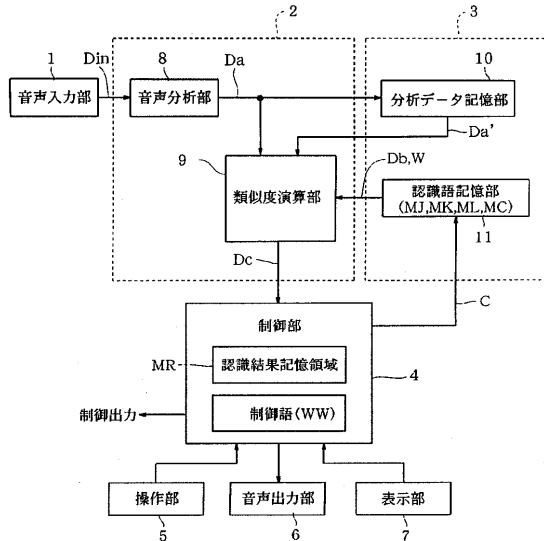 2
3
1
Din
8
Da
10
音声入力部
音声分析部
分析データ記憶部
Da'
9
Db,W
類似度演算部
認識語記憶部
(MJ,MK,ML,MC)
11
Dc
C
制御部
MR
認識結果記憶領域
4
制御語(WW)
制御出力
操作部
音声出力部
表示部
5
6
7